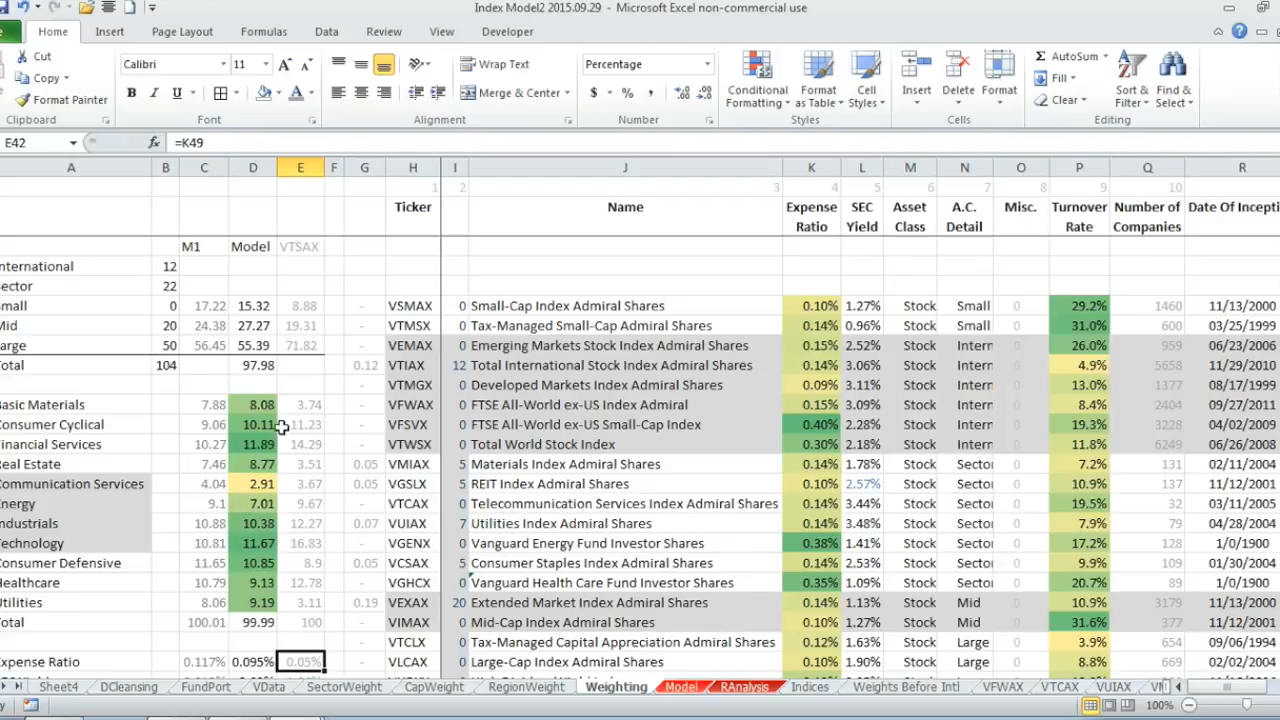 Index Model2 2015.09.29 - Microsoft Excel non-commercial use
Home Insert Page Layout Formulas Data Review View Developer
Cut Copy Format Painter Clipboard
Calibri 11 A A B I U A Font
Wrap Text Merge & Center Alignment
Percentage $ % , Number
Conditional Formatting Format as Table Cell Styles Styles
Insert Delete Format Cells
AutoSum Fill Clear Sort & Filter Find & Select Editing
E42 fx =K49
A B C D E F G H I J K L M N O P Q R
1 2 3 4 5 6 7 8 9 10
Ticker Name Expense Ratio SEC Yield Asset Class A.C. Detail Misc. Turnover Rate Number of Companies Date Of Incepti
M1 Model VTSAX
nternational 12
Sector 22
Small 0 17.22 15.32 8.88 - VSMAX 0 Small-Cap Index Admiral Shares 0.10% 1.27% Stock Small 0 29.2% 1460 11/13/2000
Mid 20 24.38 27.27 19.31 - VTMSX 0 Tax-Managed Small-Cap Admiral Shares 0.14% 0.96% Stock Small 0 31.0% 600 03/25/1999
Large 50 56.45 55.39 71.82 - VEMAX 0 Emerging Markets Stock Index Admiral Shares 0.15% 2.52% Stock Intern 0 26.0% 959 06/23/2006
Total 104 97.98 0.12 VTIAX 12 Total International Stock Index Admiral Shares 0.14% 3.06% Stock Intern 0 4.9% 5658 11/29/2010
- VTMGX 0 Developed Markets Index Admiral Shares 0.09% 3.11% Stock Intern 0 13.0% 1377 08/17/1999
Basic Materials 7.88 8.08 3.74 - VFWAX 0 FTSE All-World ex-US Index Admiral 0.15% 3.09% Stock Intern 0 8.4% 2404 09/27/2011
Consumer Cyclical 9.06 10.11 11.23 - VFSVX 0 FTSE All-World ex-US Small-Cap Index 0.40% 2.28% Stock Intern 0 19.3% 3228 04/02/2009
Financial Services 10.27 11.89 14.29 - VTWSX 0 Total World Stock Index 0.30% 2.18% Stock Intern 0 11.8% 6249 06/26/2008
Real Estate 7.46 8.77 3.51 0.05 VMIAX 5 Materials Index Admiral Shares 0.14% 1.78% Stock Secto 0 7.2% 131 02/11/2004
Communication Services 4.04 2.91 3.67 0.05 VGSLX 5 REIT Index Admiral Shares 0.10% 2.57% Stock Secto 0 10.9% 137 11/12/2001
Energy 9.1 7.01 9.67 - VTCAX 0 Telecommunication Services Index Admiral Shares 0.14% 3.44% Stock Secto 0 19.5% 32 03/11/2005
ndustrials 10.88 10.38 12.27 0.07 VUIAX 7 Utilities Index Admiral Shares 0.14% 3.48% Stock Secto 0 7.9% 79 04/28/2004
Technology 10.81 11.67 16.83 - VGENX 0 Vanguard Energy Fund Investor Shares 0.38% 1.41% Stock Secto 0 17.2% 128 1/0/1900
Consumer Defensive 11.65 10.85 8.9 0.05 VCSAX 5 Consumer Staples Index Admiral Shares 0.14% 2.53% Stock Secto 0 9.9% 109 01/30/2004
Healthcare 10.79 9.13 12.78 - VGHCX 0 Vanguard Health Care Fund Investor Shares 0.35% 1.09% Stock Secto 0 20.7% 89 1/0/1900
Utilities 8.06 9.19 3.11 0.19 VEXAX 20 Extended Market Index Admiral Shares 0.14% 1.13% Stock Mid 0 10.9% 3179 11/13/2000
Total 100.01 99.99 100 - VIMAX 0 Mid-Cap Index Admiral Shares 0.10% 1.27% Stock Mid 0 31.6% 377 11/12/2001
- VTCLX 0 Tax-Managed Capital Appreciation Admiral Shares 0.12% 1.63% Stock Large 0 3.9% 654 09/06/1994
Expense Ratio 0.117% 0.095% 0.05% - VLCAX 0 Large-Cap Index Admiral Shares 0.10% 1.90% Stock Large 0 8.8% 664 02/02/2004
Sheet4 DCleansing FundPort VData SectorWeight CapWeight RegionWeight Weighting Model RAnalysis Indices Weights Before Intl VFWAX VTCAX VUIAX
100%